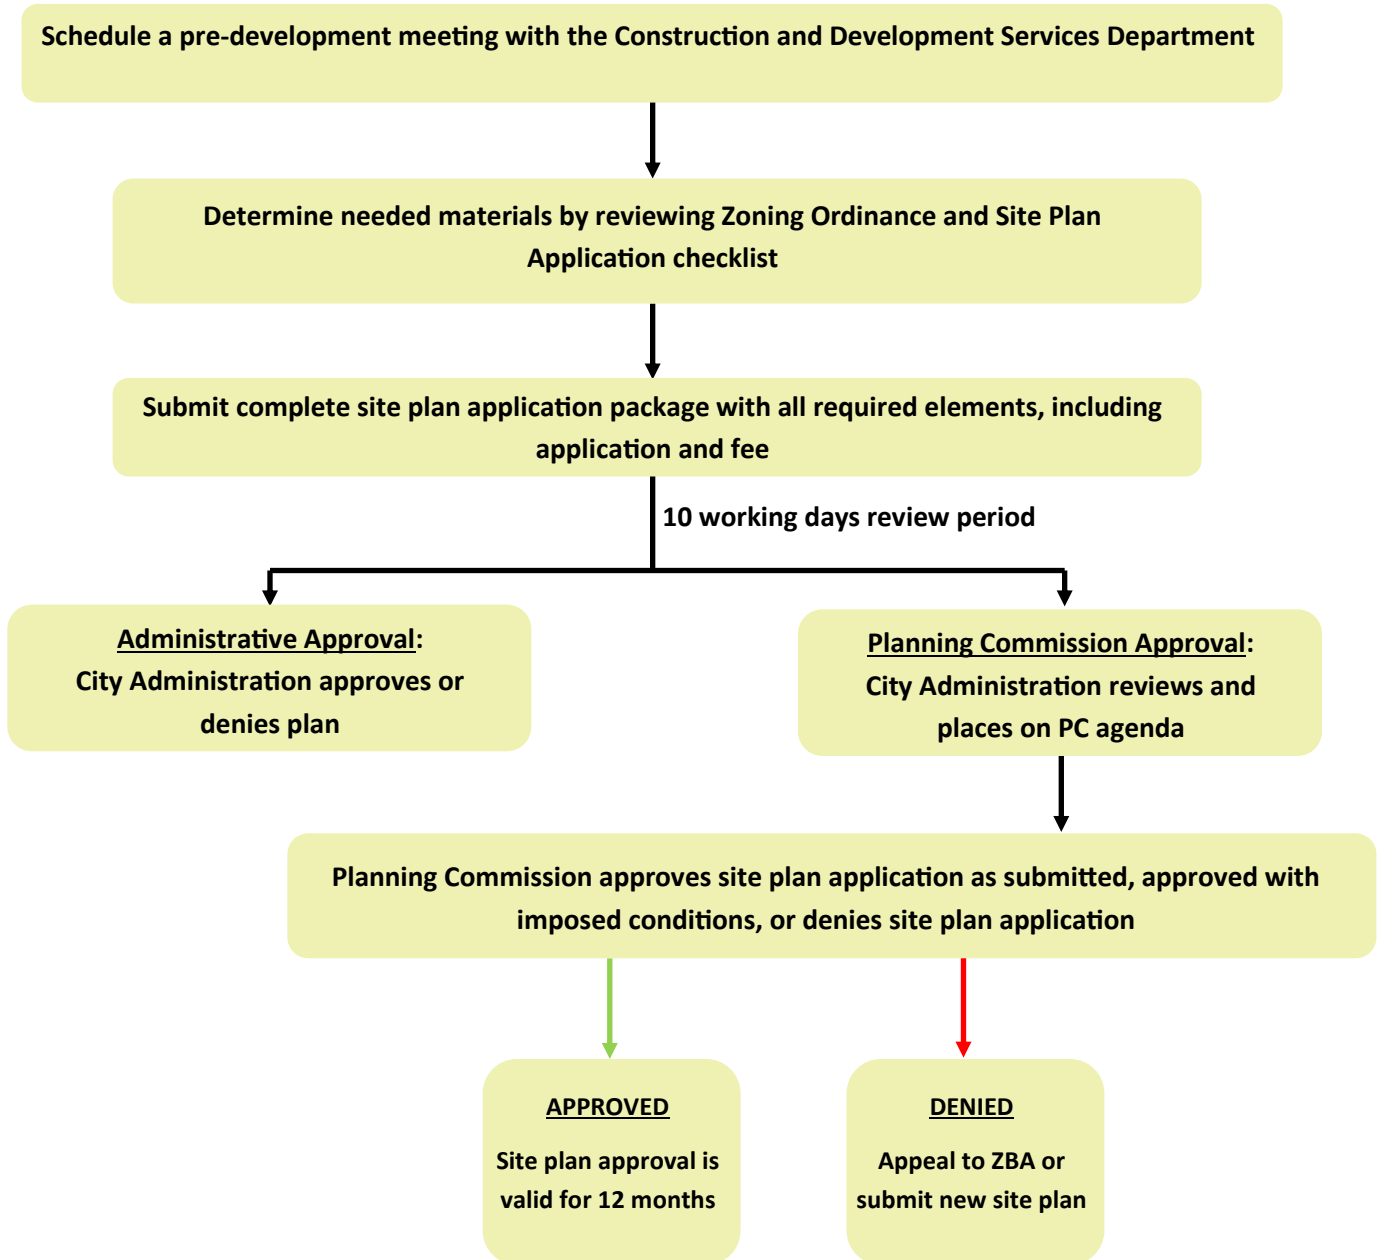 Schedule a pre-development meeting with the Construction and Development Services Department
Determine needed materials by reviewing Zoning Ordinance and Site Plan
Application checklist
Submit complete site plan application package with all required elements, including
application and fee
10 working days review period
Administrative Approval:
City Administration approves or
denies plan
Planning Commission Approval:
City Administration reviews and
places on PC agenda
Planning Commission approves site plan application as submitted, approved with
imposed conditions, or denies site plan application
APPROVED
Site plan approval is
valid for 12 months
DENIED
Appeal to ZBA or
submit new site plan